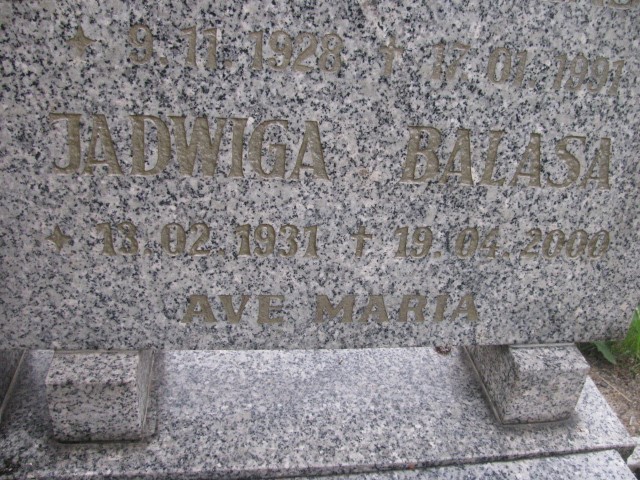 * 9.11.1928 † 17.01.1991.
JADWIGA BALASA
* 13.02.1931 † 19.04.2000
AVE MARIA